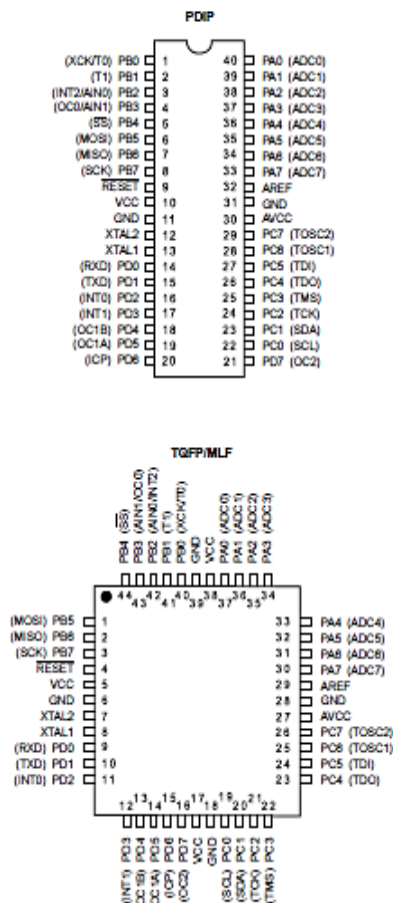 PDIP
(XCK/T0) PB0 1 40 PA0 (ADC0)
(T1) PB1 2 39 PA1 (ADC1)
(INT2/AIN0) PB2 3 38 PA2 (ADC2)
(OC0/AIN1) PB3 4 37 PA3 (ADC3)
(SS) PB4 5 36 PA4 (ADC4)
(MOSI) PB5 6 35 PA5 (ADC5)
(MISO) PB6 7 34 PA6 (ADC6)
(SCK) PB7 8 33 PA7 (ADC7)
RESET 9 32 AREF
VCC 10 31 GND
GND 11 30 AVCC
XTAL2 12 29 PC7 (TOSC2)
XTAL1 13 28 PC6 (TOSC1)
(RXD) PD0 14 27 PC5 (TDI)
(TXD) PD1 15 26 PC4 (TDO)
(INT0) PD2 16 25 PC3 (TMS)
(INT1) PD3 17 24 PC2 (TCK)
(OC1B) PD4 18 23 PC1 (SDA)
(OC1A) PD5 19 22 PC0 (SCL)
(ICP) PD6 20 21 PD7 (OC2)
TQFP/MLF
PB4 (SS)
PB3 (AIN1/OC0)
PB2 (AIN0/INT2)
PB1 (T1)
PB0 (XCK/T0)
GND
VCC
PA0 (ADC0)
PA1 (ADC1)
PA2 (ADC2)
PA3 (ADC3)
44 43 42 41 40 39 38 37 36 35 34
(MOSI) PB5 1 33 PA4 (ADC4)
(MISO) PB6 2 32 PA5 (ADC5)
(SCK) PB7 3 31 PA6 (ADC6)
RESET 4 30 PA7 (ADC7)
VCC 5 29 AREF
GND 6 28 GND
XTAL2 7 27 AVCC
XTAL1 8 26 PC7 (TOSC2)
(RXD) PD0 9 25 PC6 (TOSC1)
(TXD) PD1 10 24 PC5 (TDI)
(INT0) PD2 11 23 PC4 (TDO)
12 13 14 15 16 17 18 19 20 21 22
(INT1) PD3
OC1B) PD4
OC1A) PD5
(ICP) PD6
(OC2) PD7
VCC
GND
(SCL) PC0
(SDA) PC1
(TCK) PC2
(TMS) PC3